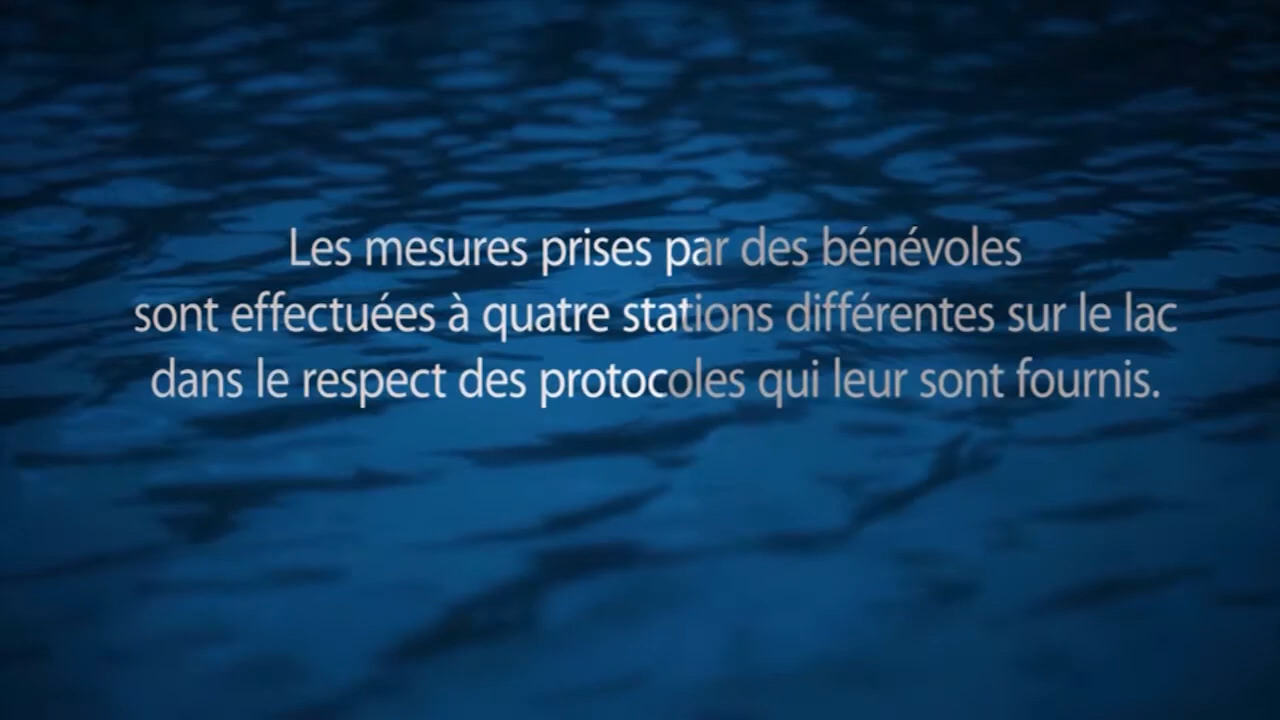 Les mesures prises par des bénévoles
sont effectuées à quatre stations différentes sur le lac
dans le respect des protocoles qui leur sont fournis.